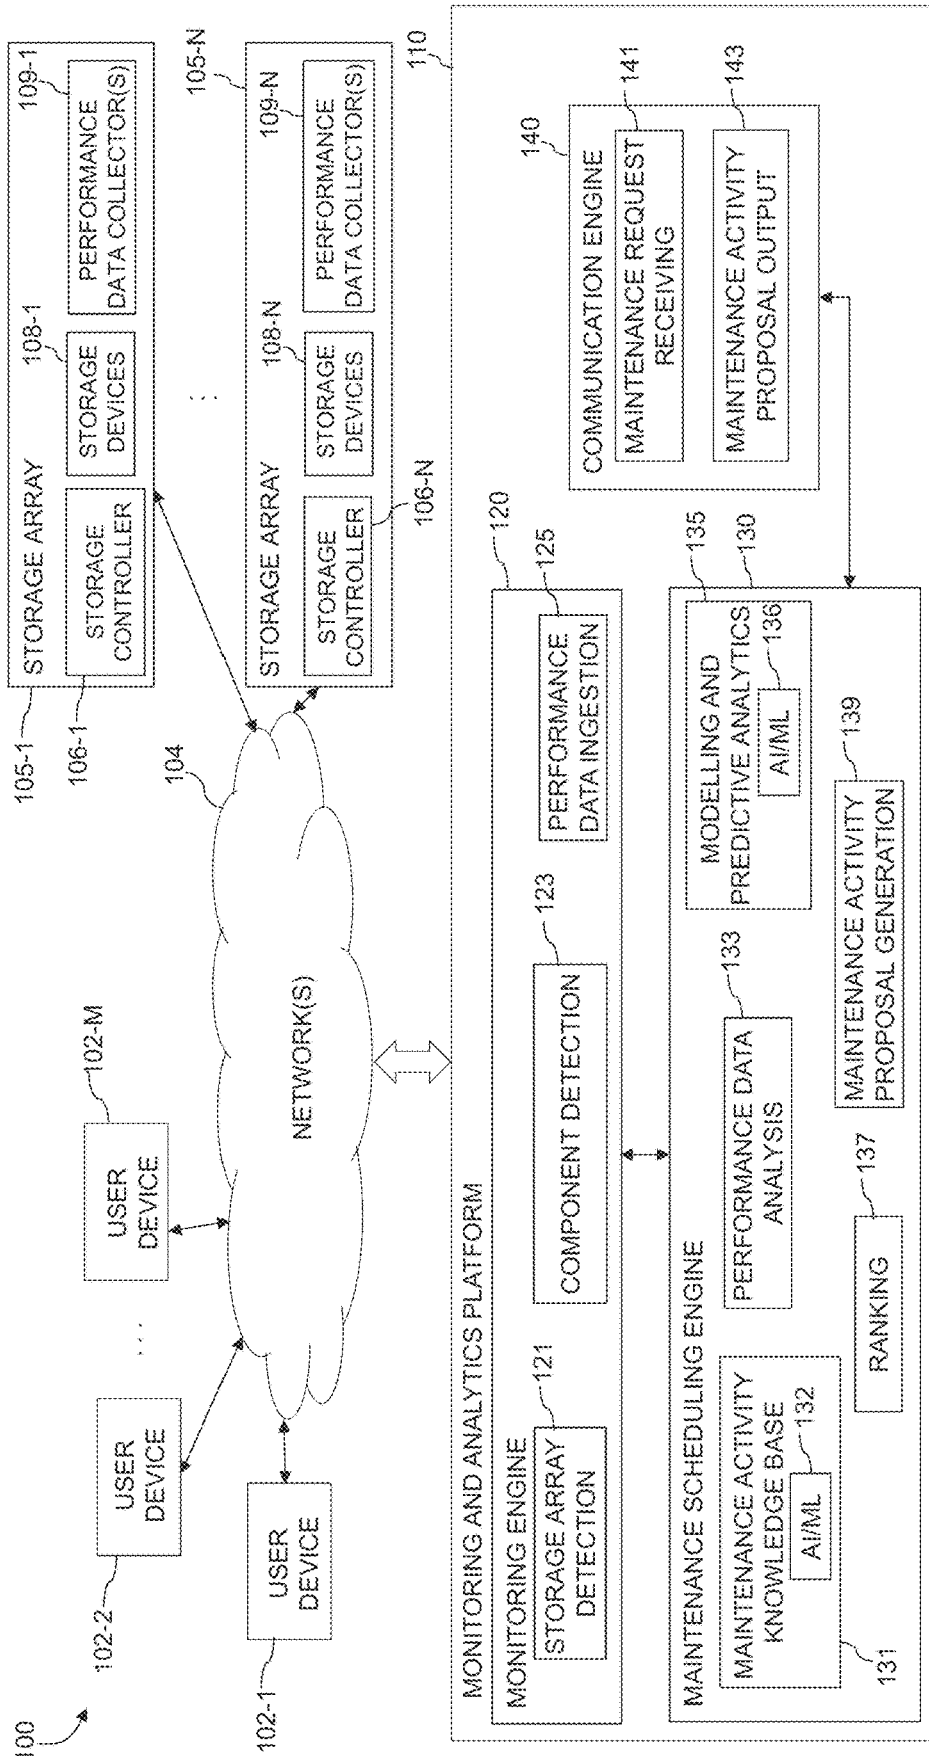 100
102-1
USER
DEVICE
102-2
USER
DEVICE
...
102-M
USER
DEVICE
104
NETWORK(S)
105-1
STORAGE ARRAY
106-1
STORAGE
CONTROLLER
108-1
STORAGE
DEVICES
109-1
PERFORMANCE
DATA COLLECTOR(S)
...
105-N
STORAGE ARRAY
106-N
STORAGE
CONTROLLER
108-N
STORAGE
DEVICES
109-N
PERFORMANCE
DATA COLLECTOR(S)
110
MONITORING AND ANALYTICS PLATFORM
120
MONITORING ENGINE
121
STORAGE ARRAY
DETECTION
123
COMPONENT DETECTION
125
PERFORMANCE
DATA INGESTION
130
MAINTENANCE SCHEDULING ENGINE
131
MAINTENANCE ACTIVITY
KNOWLEDGE BASE
132
AI/ML
133
PERFORMANCE DATA
ANALYSIS
135
MODELLING AND
PREDICTIVE ANALYTICS
136
AI/ML
137
RANKING
139
MAINTENANCE ACTIVITY
PROPOSAL GENERATION
140
COMMUNICATION ENGINE
141
MAINTENANCE REQUEST
RECEIVING
143
MAINTENANCE ACTIVITY
PROPOSAL OUTPUT